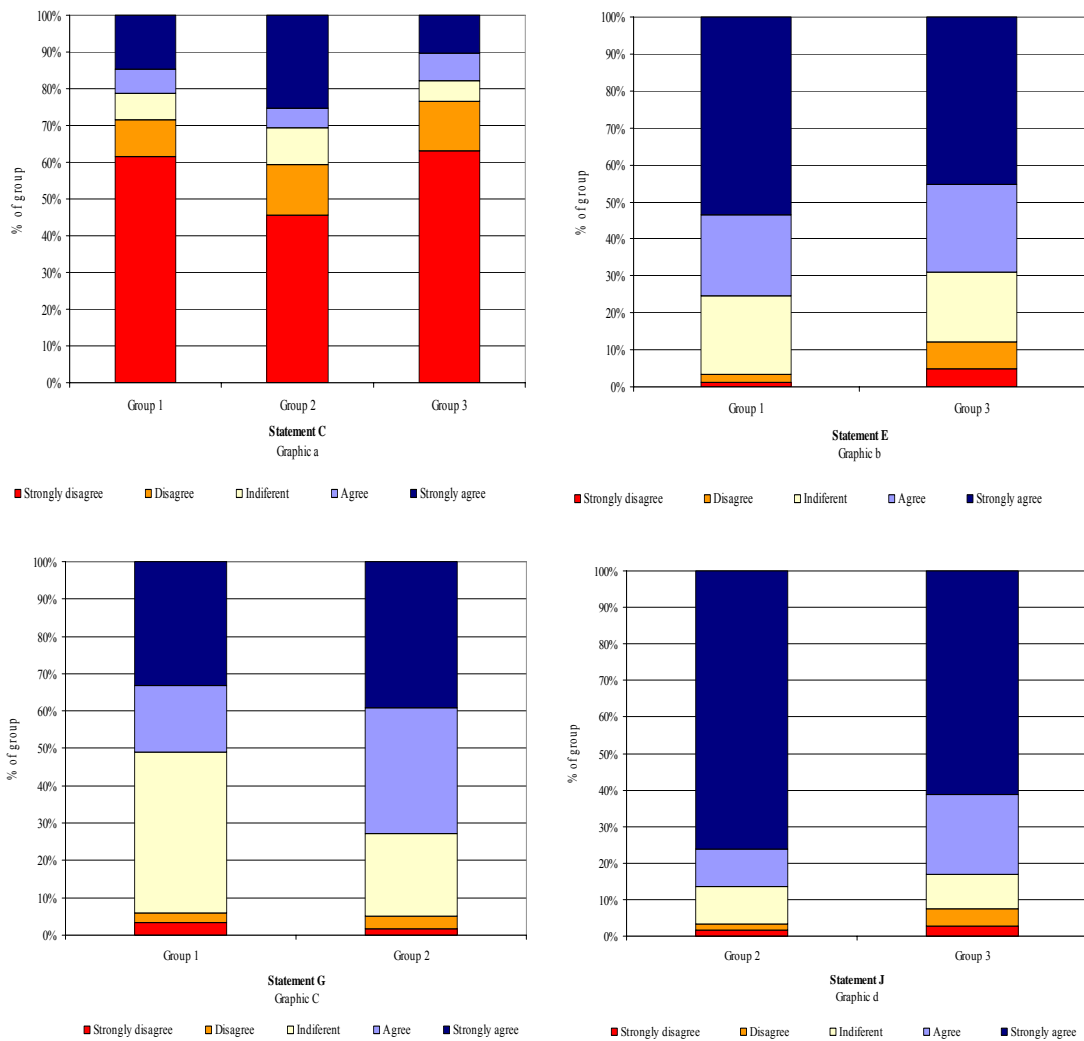 100%
90%
80%
70%
60%
50%
40%
30%
20%
10%
0%
% of group
Group 1 Group 2 Group 3
Statement C
Graphic a
Strongly disagree Disagree Indiferent Agree Strongly agree
100%
90%
80%
70%
60%
50%
40%
30%
20%
10%
0%
% of group
Group 1 Group 3
Statement E
Graphic b
Strongly disagree Disagree Indiferent Agree Strongly agree
100%
90%
80%
70%
60%
50%
40%
30%
20%
10%
0%
% of group
Group 1 Group 2
Statement G
Graphic C
Strongly disagree Disagree Indiferent Agree Strongly agree
100%
90%
80%
70%
60%
50%
40%
30%
20%
10%
0%
% of group
Group 2 Group 3
Statement J
Graphic d
Strongly disagree Disagree Indiferent Agree Strongly agree